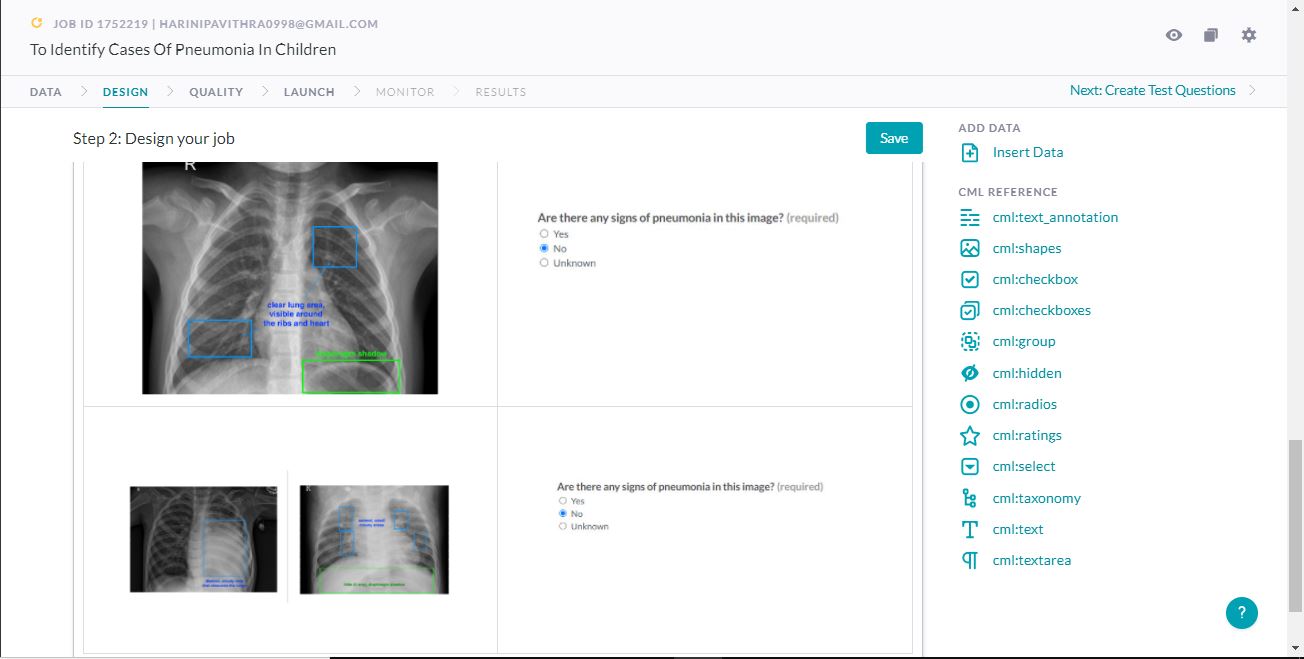 JOB ID 1752219 | HARINIPAVITHRA0998@GMAIL.COM
To Identify Cases Of Pneumonia In Children
DATA
DESIGN
QUALITY
LAUNCH
MONITOR
RESULTS
Next: Create Test Questions
Step 2: Design your job
Save
R
clear lung area,
visible around
the ribs and heart
diaphragm shadow
Are there any signs of pneumonia in this image? (required)
Yes
No
Unknown
R
Are there any signs of pneumonia in this image? (required)
Yes
No
Unknown
ADD DATA
Insert Data
CML REFERENCE
cml:text_annotation
cml:shapes
cml:checkbox
cml:checkboxes
cml:group
cml:hidden
cml:radios
cml:ratings
cml:select
cml:taxonomy
cml:text
cml:textarea
?